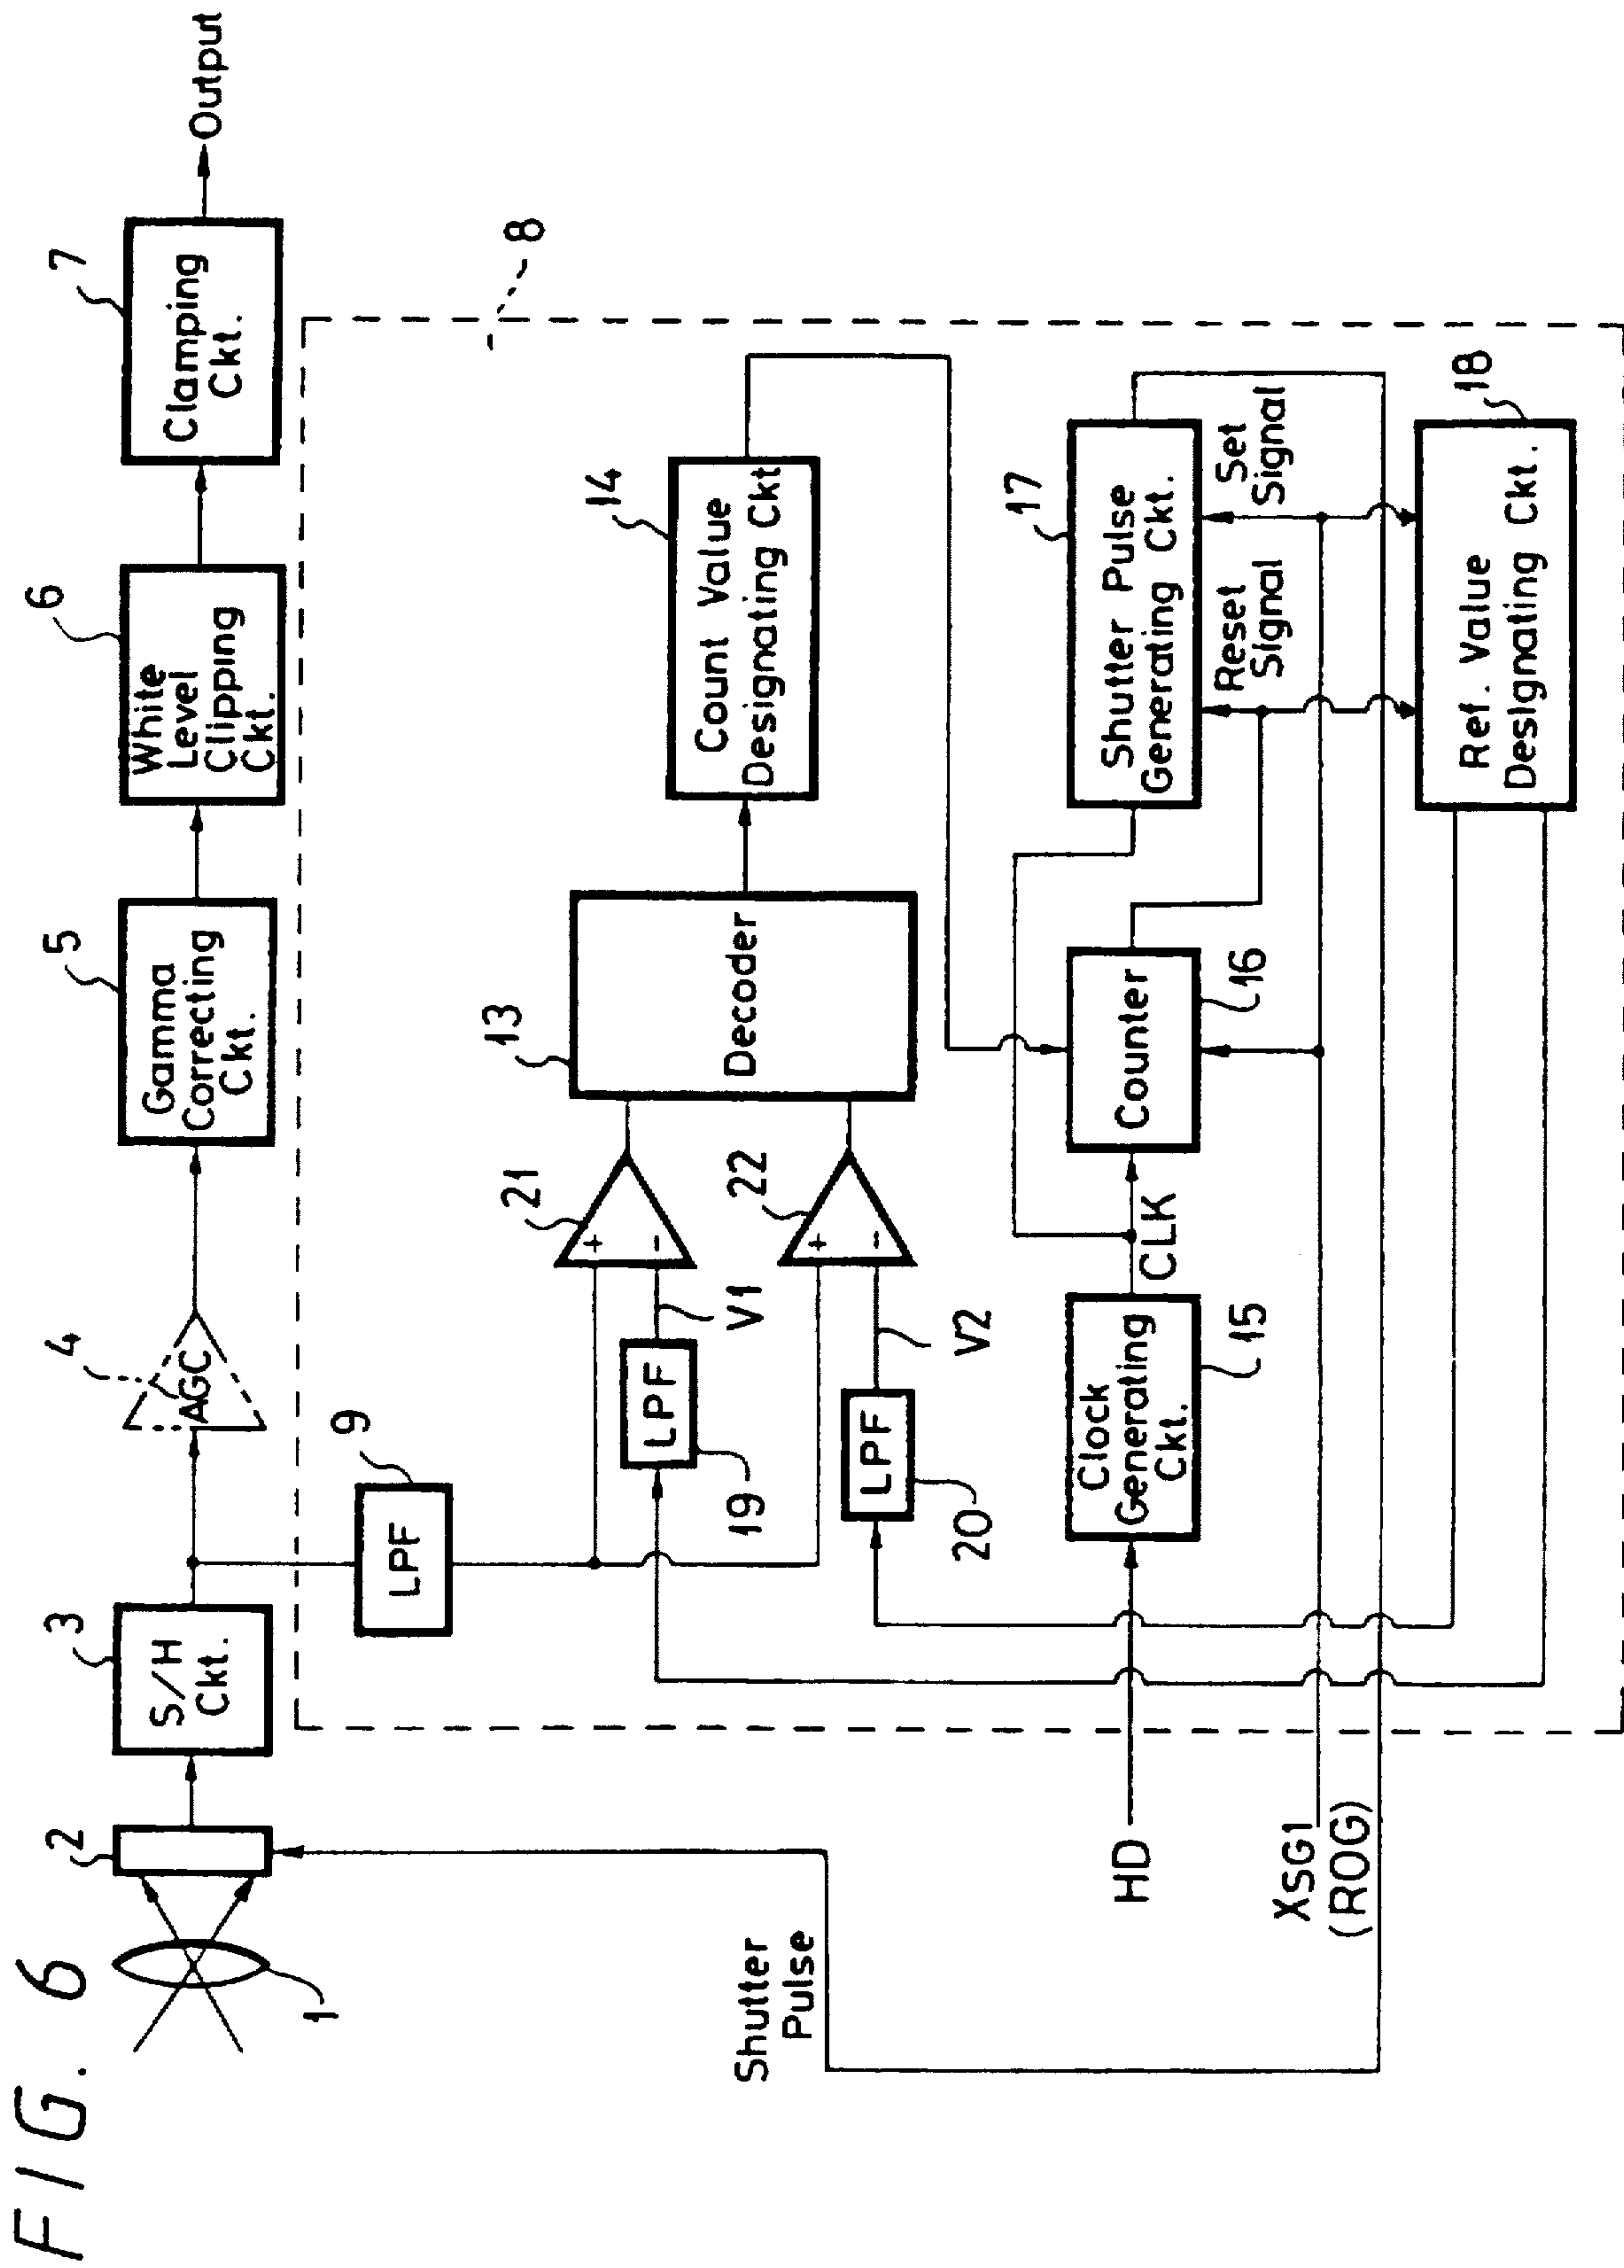 FIG. 6
1
2
3
S/H
Ckt.
4
AGC
5
Gamma
Correcting
Ckt.
6
White
Level
Clipping
Ckt.
7
Clamping
Ckt.
Output
8
9
LPF
21
+
-
V1
LPF
19
22
+
-
V2
LPF
20
13
Decoder
14
Count Value
Designating Ckt
Shutter
Pulse
HD
Clock
Generating
Ckt.
15
CLK
Counter
16
17
Shutter Pulse
Generating Ckt.
Reset
Signal
Set
Signal
XSG1
(ROG)
18
Ref. Value
Designating Ckt.